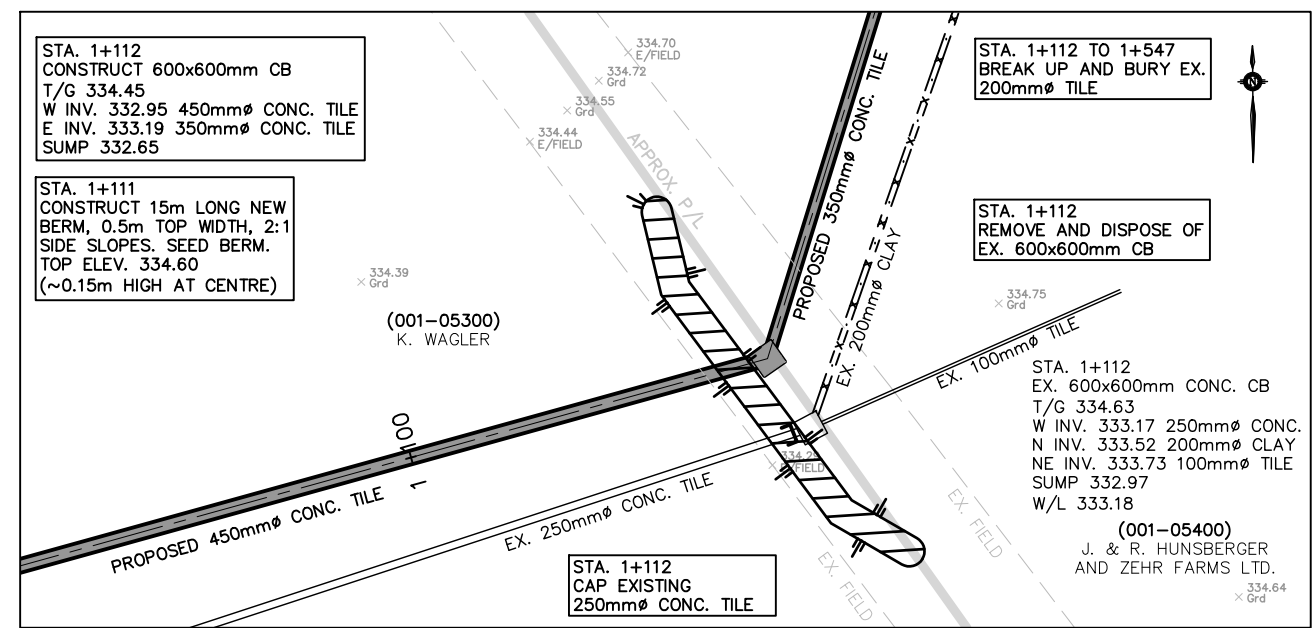 STA. 1+112
CONSTRUCT 600x600mm CB
T/G 334.45
W INV. 332.95 450mmø CONC. TILE
E INV. 333.19 350mmø CONC. TILE
SUMP 332.65
STA. 1+111
CONSTRUCT 15m LONG NEW
BERM, 0.5m TOP WIDTH, 2:1
SIDE SLOPES. SEED BERM.
TOP ELEV. 334.60
(~0.15m HIGH AT CENTRE)
334.70
E/FIELD
334.72
Grd
334.55
Grd
334.44
E/FIELD
APPROX. P/L
PROPOSED 350mmø CONC. TILE
EX. 200mmø CLAY
STA. 1+112 TO 1+547
BREAK UP AND BURY EX.
200mmø TILE
N
STA. 1+112
REMOVE AND DISPOSE OF
EX. 600x600mm CB
334.39
Grd
(001-05300)
K. WAGLER
334.75
Grd
EX. 100mmø TILE
STA. 1+112
EX. 600x600mm CONC. CB
T/G 334.63
W INV. 333.17 250mmø CONC.
N INV. 333.52 200mmø CLAY
NE INV. 333.73 100mmø TILE
SUMP 332.97
W/L 333.18
(001-05400)
J. & R. HUNSBERGER
AND ZEHR FARMS LTD.
334.64
Grd
1+100
PROPOSED 450mmø CONC. TILE
EX. 250mmø CONC. TILE
EX. FIELD
EX. FIELD
STA. 1+112
CAP EXISTING
250mmø CONC. TILE